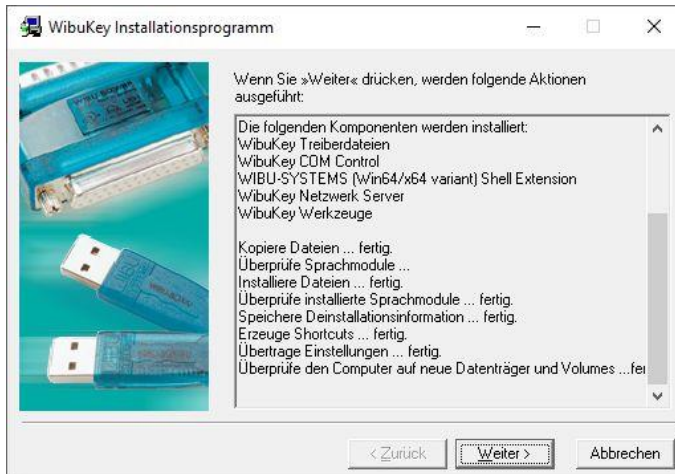 WibuKey Installationsprogramm
Wenn Sie »Weiter« drücken, werden folgende Aktionen
ausgeführt:
Die folgenden Komponenten werden installiert:
WibuKey Treiberdateien
WibuKey COM Control
WIBU-SYSTEMS (Win64/x64 variant) Shell Extension
WibuKey Netzwerk Server
WibuKey Werkzeuge
Kopiere Dateien ... fertig.
Überprüfe Sprachmodule ...
Installiere Dateien ... fertig.
Überprüfe installierte Sprachmodule ... fertig.
Speichere Deinstallationsinformation ... fertig.
Erzeuge Shortcuts ... fertig.
Übertrage Einstellungen ... fertig.
Überprüfe den Computer auf neue Datenträger und Volumes ...fer
< Zurück
Weiter >
Abbrechen